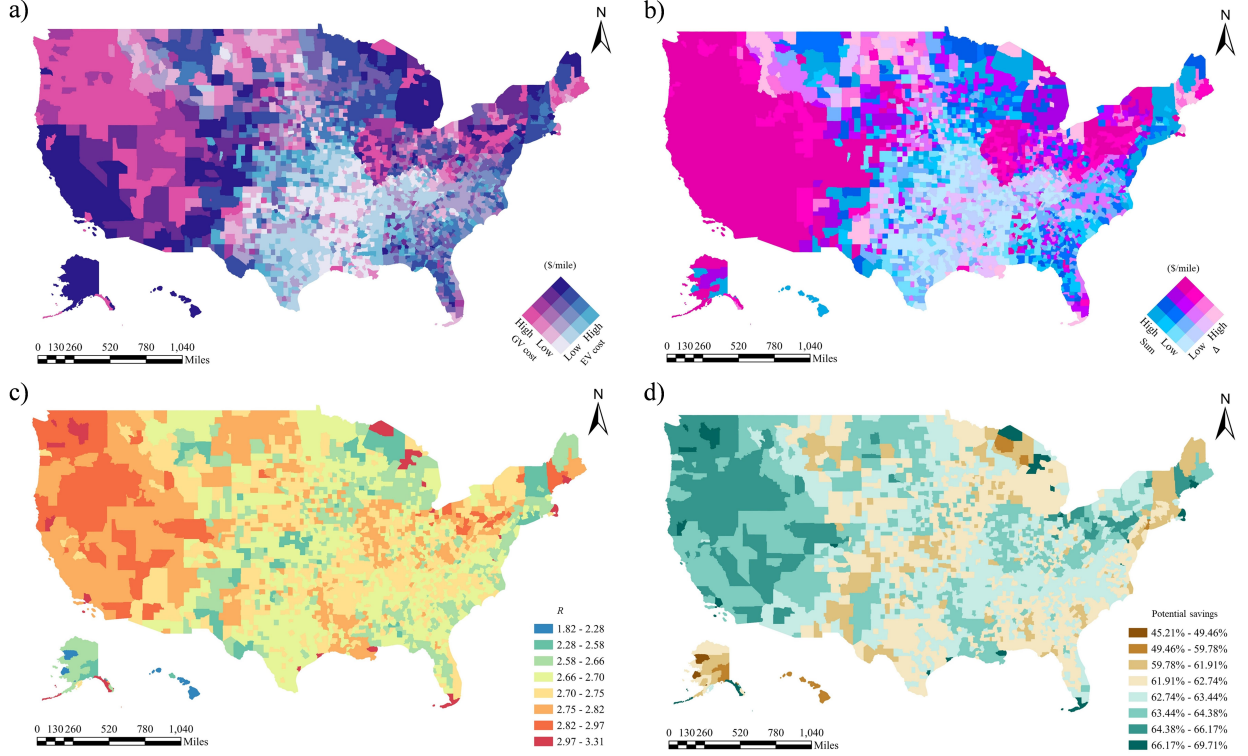 a)
N
($/mile)
High
Low
Low
High
GV cost
EV cost
0 130 260 520 780 1,040
Miles
b)
N
($/mile)
High
Low
Low
High
Sum
Δ
0 130 260 520 780 1,040
Miles
c)
N
R
1.82 - 2.28
2.28 - 2.58
2.58 - 2.66
2.66 - 2.70
2.70 - 2.75
2.75 - 2.82
2.82 - 2.97
2.97 - 3.31
0 130 260 520 780 1,040
Miles
d)
N
Potential savings
45.21% - 49.46%
49.46% - 59.78%
59.78% - 61.91%
61.91% - 62.74%
62.74% - 63.44%
63.44% - 64.38%
64.38% - 66.17%
66.17% - 69.71%
0 130 260 520 780 1,040
Miles